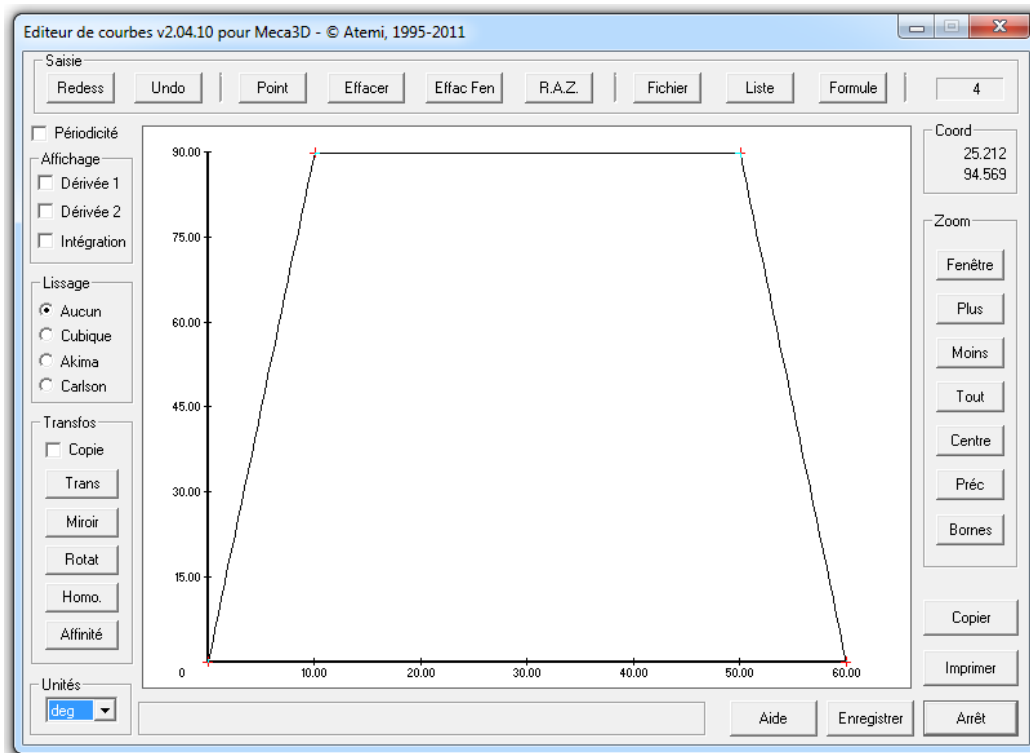 Editeur de courbes v2.04.10 pour Meca3D - © Atemi, 1995-2011
Saisie
Redess Undo Point Effacer Effac Fen R.A.Z. Fichier Liste Formule 4
Périodicité
Affichage
Dérivée 1
Dérivée 2
Intégration
Lissage
Aucun
Cubique
Akima
Carlson
Transfos
Copie
Trans
Miroir
Rotat
Homo.
Affinité
Unités
deg
90.00
75.00
60.00
45.00
30.00
15.00
0 10.00 20.00 30.00 40.00 50.00 60.00
Coord
25.212
94.569
Zoom
Fenêtre
Plus
Moins
Tout
Centre
Préc
Bornes
Copier
Imprimer
Aide Enregistrer Arrêt